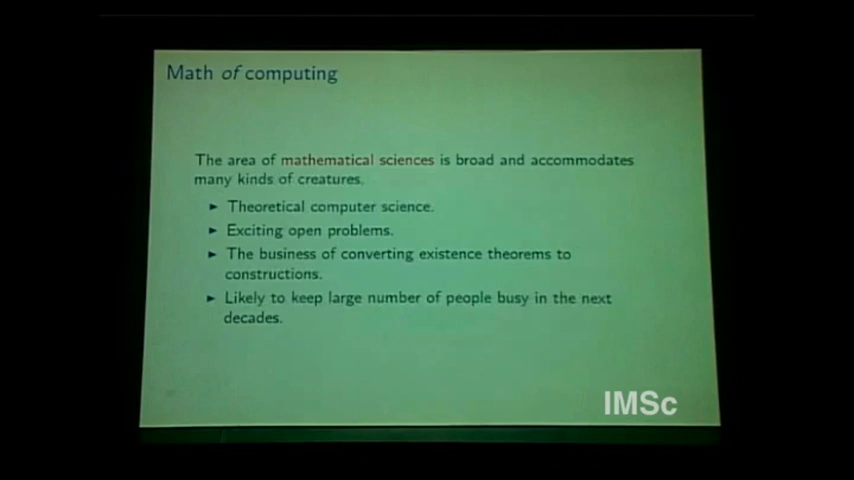 Math of computing
The area of mathematical sciences is broad and accommodates
many kinds of creatures.
► Theoretical computer science.
► Exciting open problems.
► The business of converting existence theorems to
constructions.
► Likely to keep large number of people busy in the next
decades.
IMSc